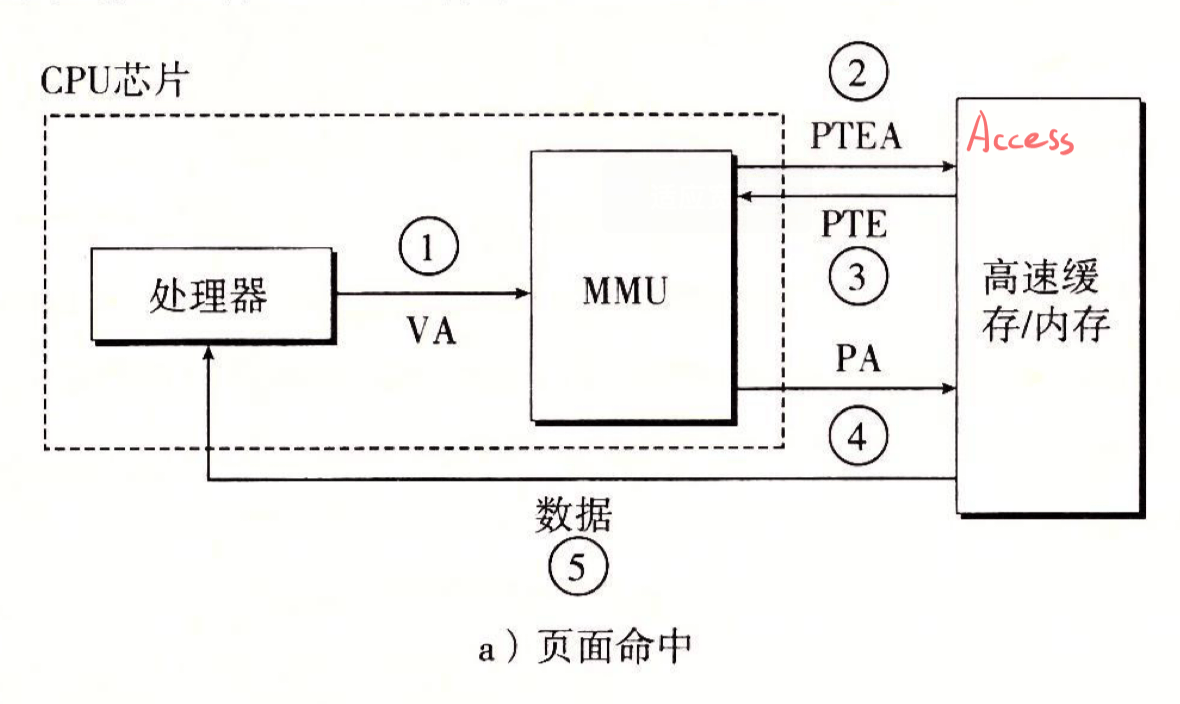 CPU芯片
②
PTEA
Access
PTE
③
①
处理器
VA
MMU
高速缓
存/内存
PA
④
数据
⑤
a）页面命中